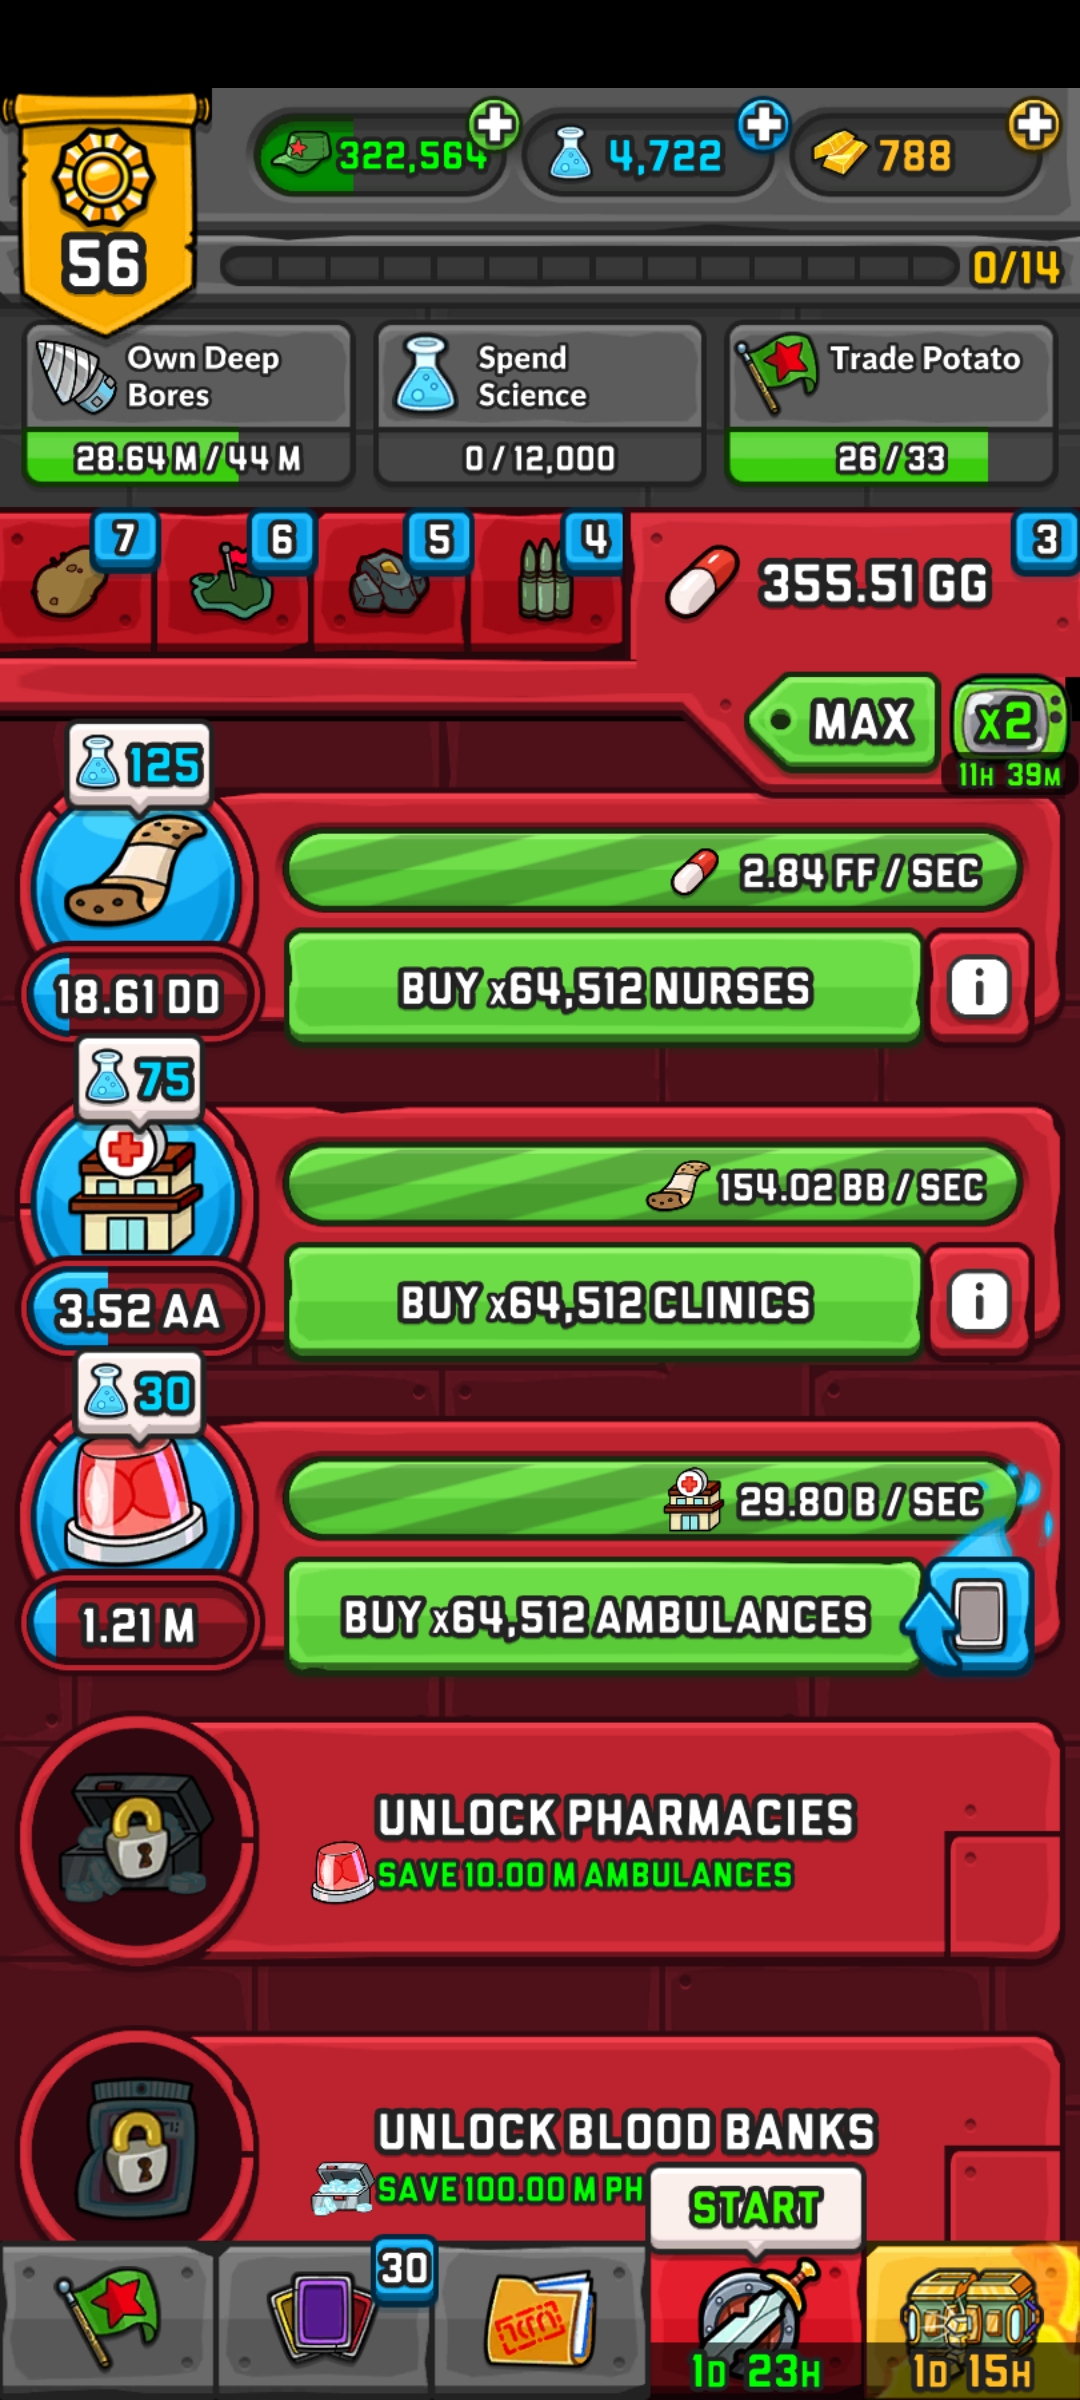 56
322,564
4,722
788
0/14
Own Deep
Bores
28.64 M / 44 M
Spend
Science
0 / 12,000
Trade Potato
26 / 33
7
6
5
4
3
355.51 GG
MAX
x2
11H 39M
125
2.84 FF / SEC
18.61 DD
BUY x64,512 NURSES
i
75
154.02 BB / SEC
3.52 AA
BUY x64,512 CLINICS
i
30
29.80 B / SEC
1.21 M
BUY x64,512 AMBULANCES
UNLOCK PHARMACIES
SAVE 10.00 M AMBULANCES
UNLOCK BLOOD BANKS
SAVE 100.00 M PH
START
30
1D 23H
1D 15H